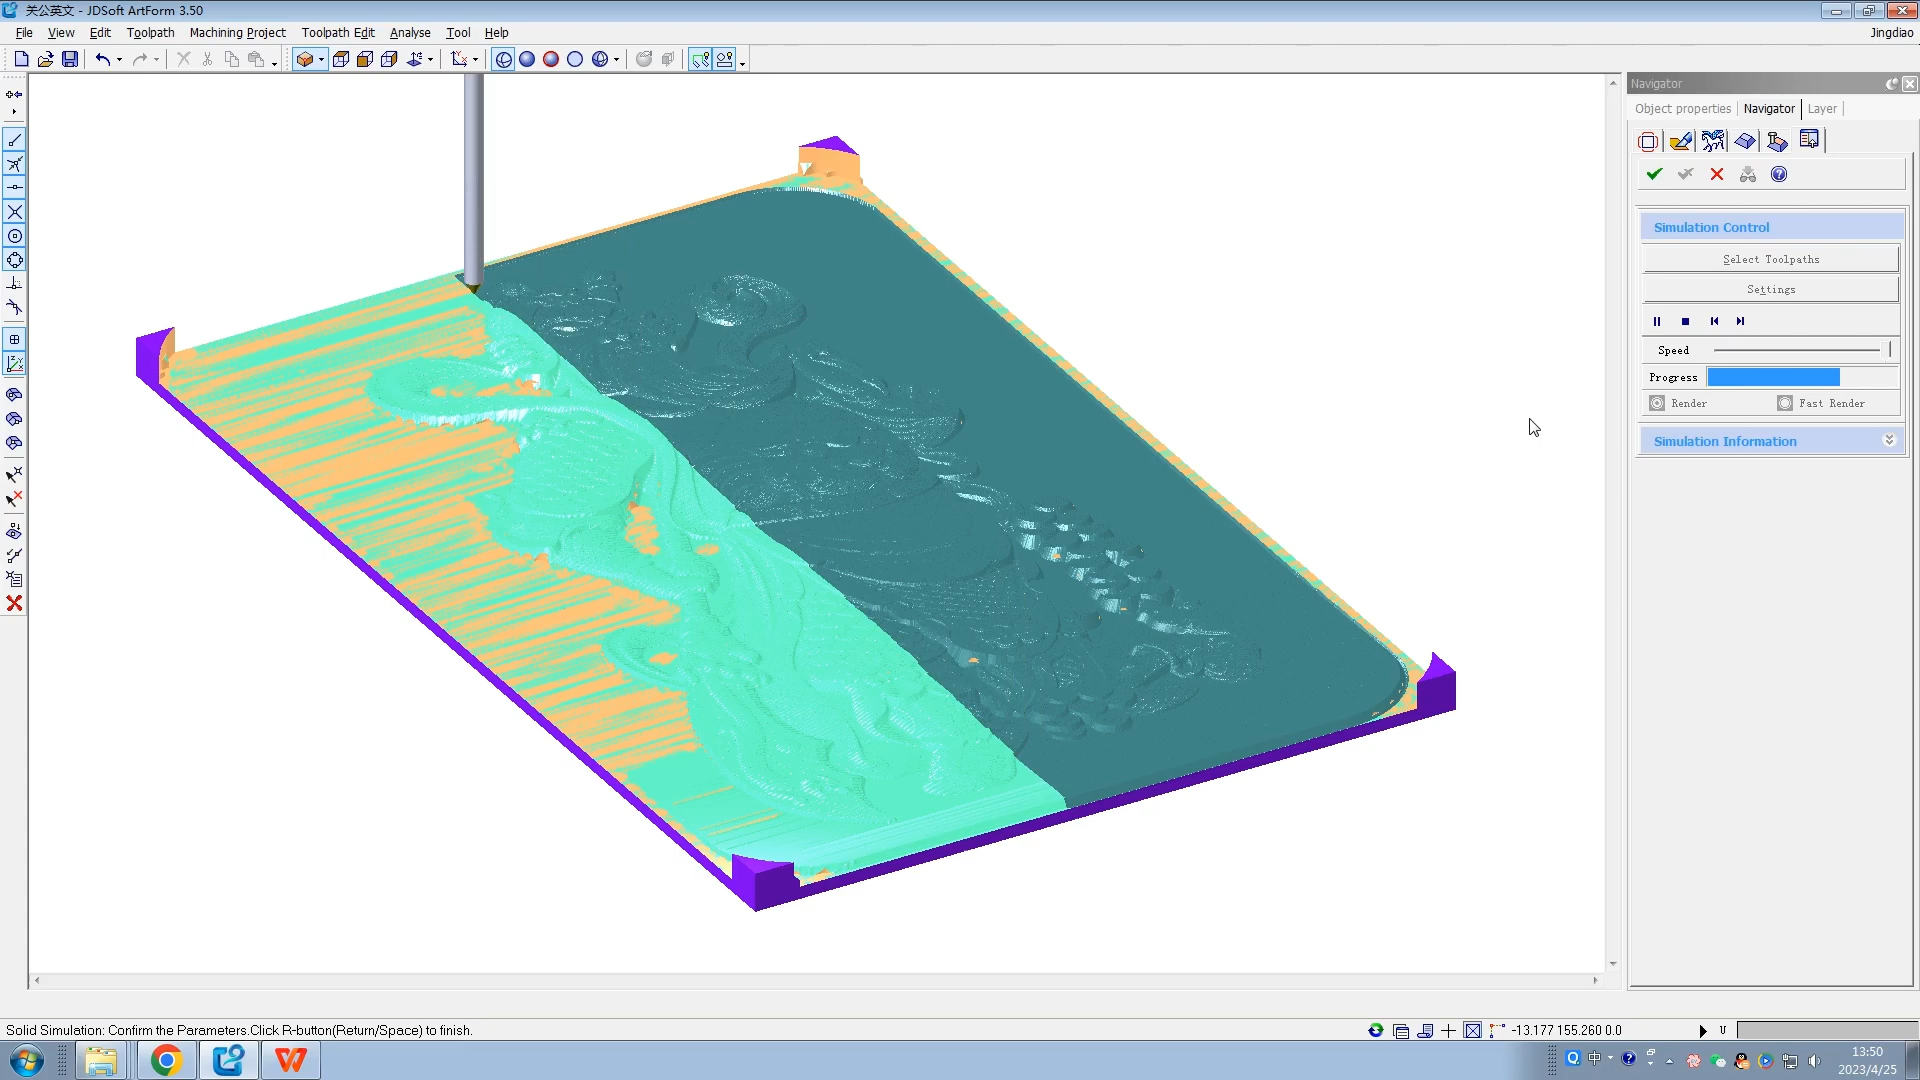 关公英文 - JDSoft ArtForm 3.50
File View Edit Toolpath Machining Project Toolpath Edit Analyse Tool Help
Jingdiao
Navigator
Object properties Navigator Layer
Simulation Control
Select Toolpaths
Settings
Speed
Progress
Render Fast Render
Simulation Information
Solid Simulation: Confirm the Parameters.Click R-button(Return/Space) to finish.
-13.177 155.260 0.0
U
中
13:50
2023/4/25